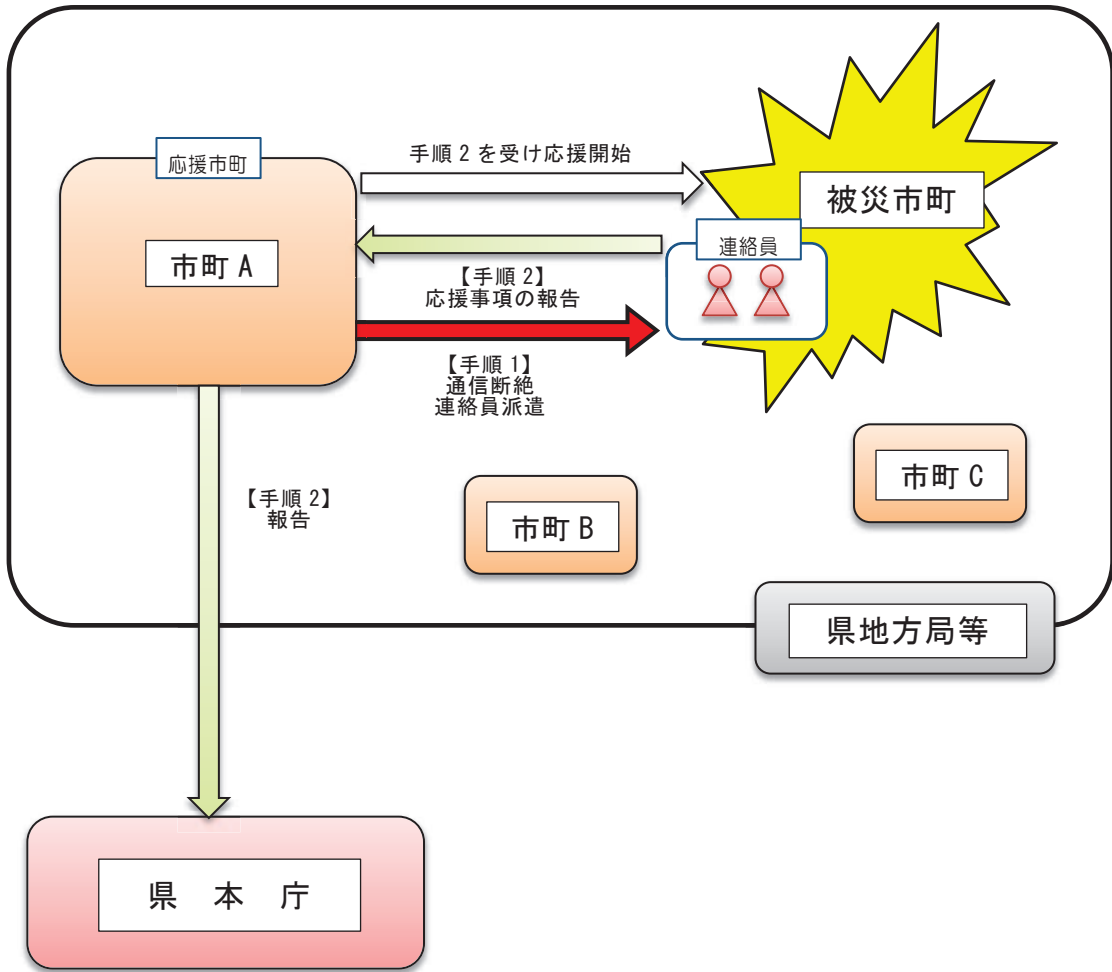 応援市町
市町 A
手順 2 を受け応援開始
被災市町
連絡員
【手順 2】
応援事項の報告
【手順 1】
通信断絶
連絡員派遣
市町 C
市町 B
【手順 2】
報告
県地方局等
県 本 庁